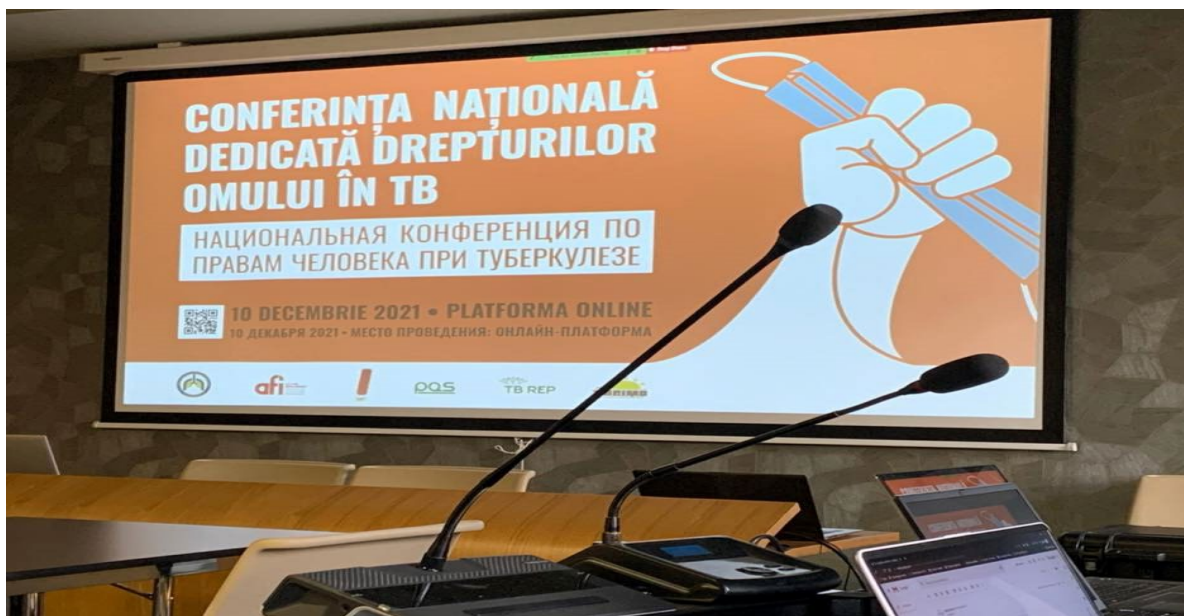 CONFERINȚA NAȚIONALĂ
DEDICATĂ DREPTURILOR
OMULUI ÎN TB
НАЦИОНАЛЬНАЯ КОНФЕРЕНЦИЯ ПО
ПРАВАМ ЧЕЛОВЕКА ПРИ ТУБЕРКУЛЕЗЕ
10 DECEMBRIE 2021 • PLATFORMA ONLINE
10 ДЕКАБРЯ 2021 • МЕСТО ПРОВЕДЕНИЯ: ОНЛАЙН-ПЛАТФОРМА
afi
pas
TB REP